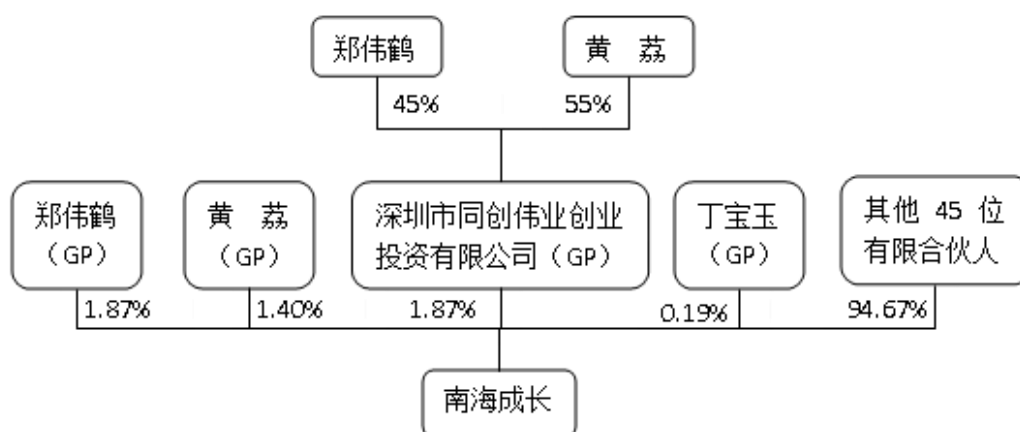 郑伟鹤
黄 荔
45%
55%
郑伟鹤
（GP）
黄 荔
（GP）
深圳市同创伟业创业
投资有限公司（GP）
丁宝玉
（GP）
其他 45 位
有限合伙人
1.87%
1.40%
1.87%
0.19%
94.67%
南海成长